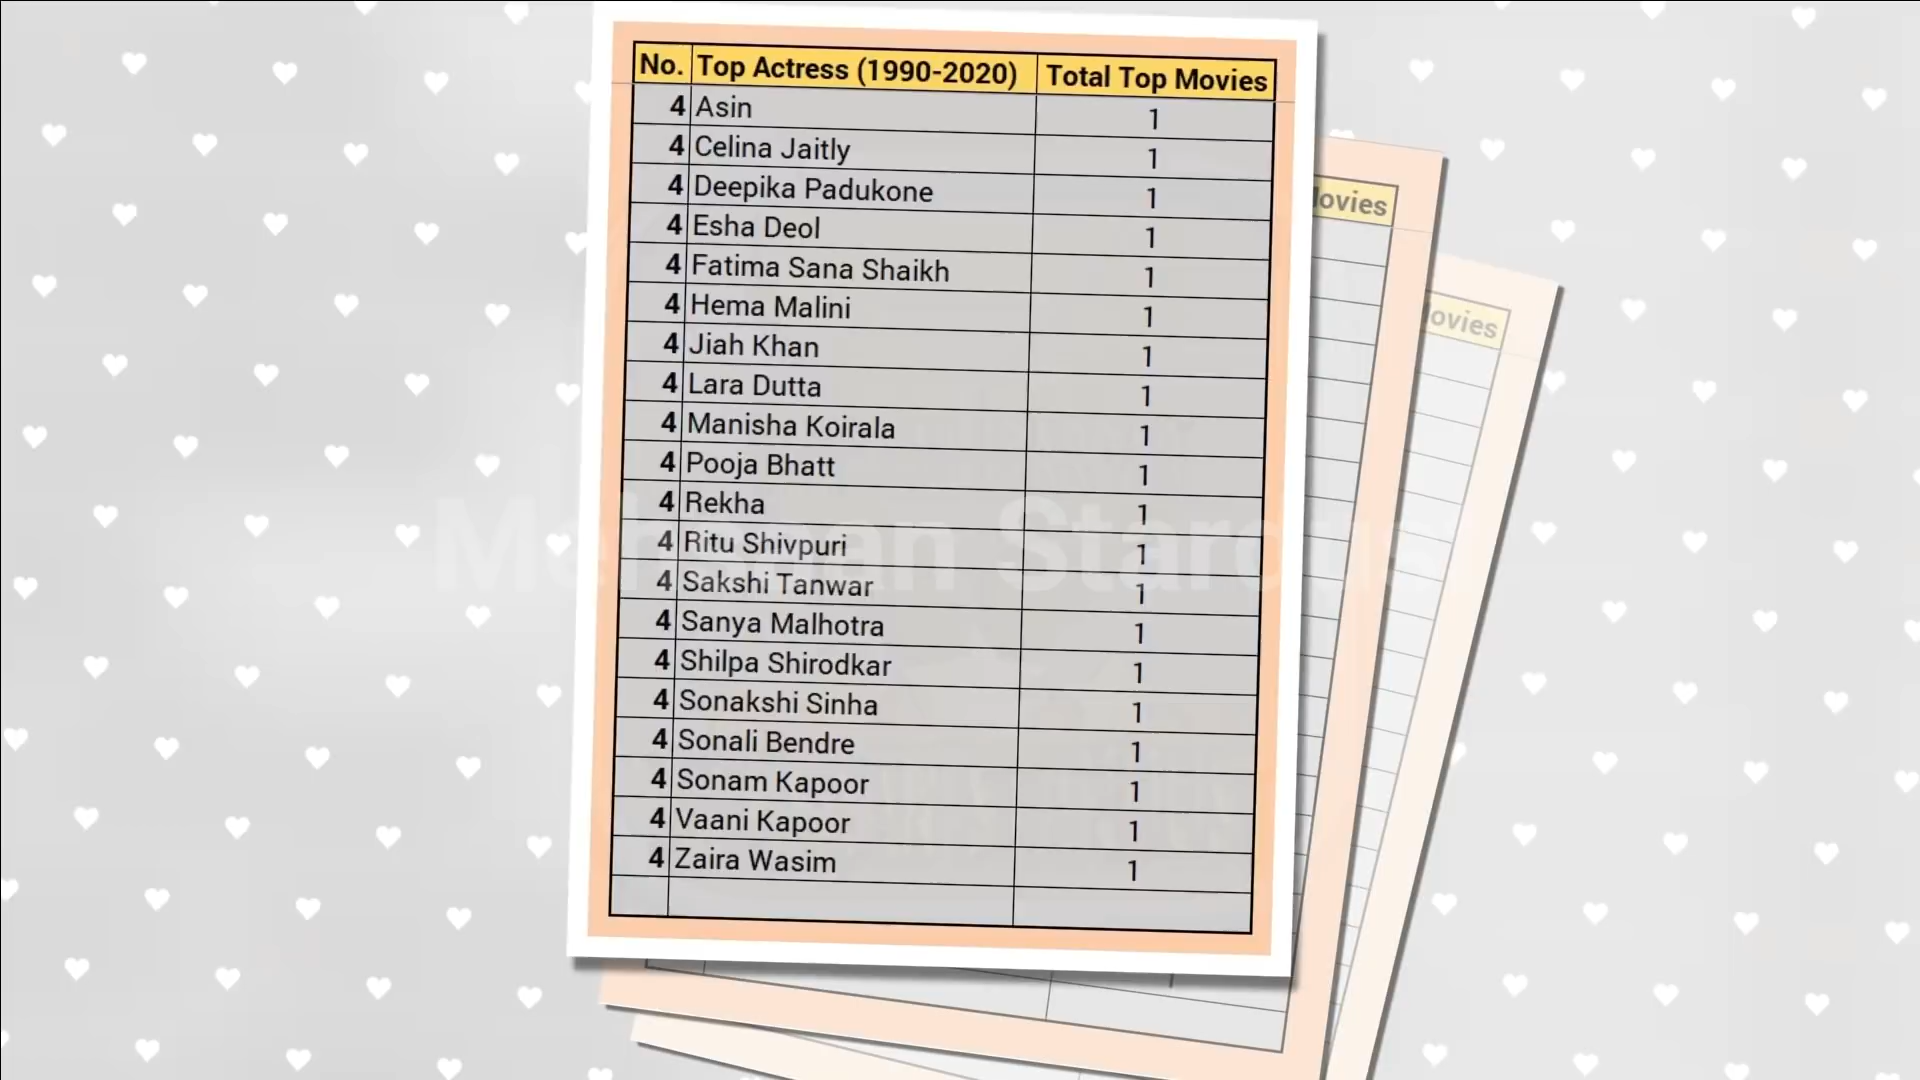 No. Top Actress (1990-2020) Total Top Movies
4 Asin 1
4 Celina Jaitly 1
4 Deepika Padukone 1
4 Esha Deol 1
4 Fatima Sana Shaikh 1
4 Hema Malini 1
4 Jiah Khan 1
4 Lara Dutta 1
4 Manisha Koirala 1
4 Pooja Bhatt 1
4 Rekha 1
4 Ritu Shivpuri 1
4 Sakshi Tanwar 1
4 Sanya Malhotra 1
4 Shilpa Shirodkar 1
4 Sonakshi Sinha 1
4 Sonali Bendre 1
4 Sonam Kapoor 1
4 Vaani Kapoor 1
4 Zaira Wasim 1